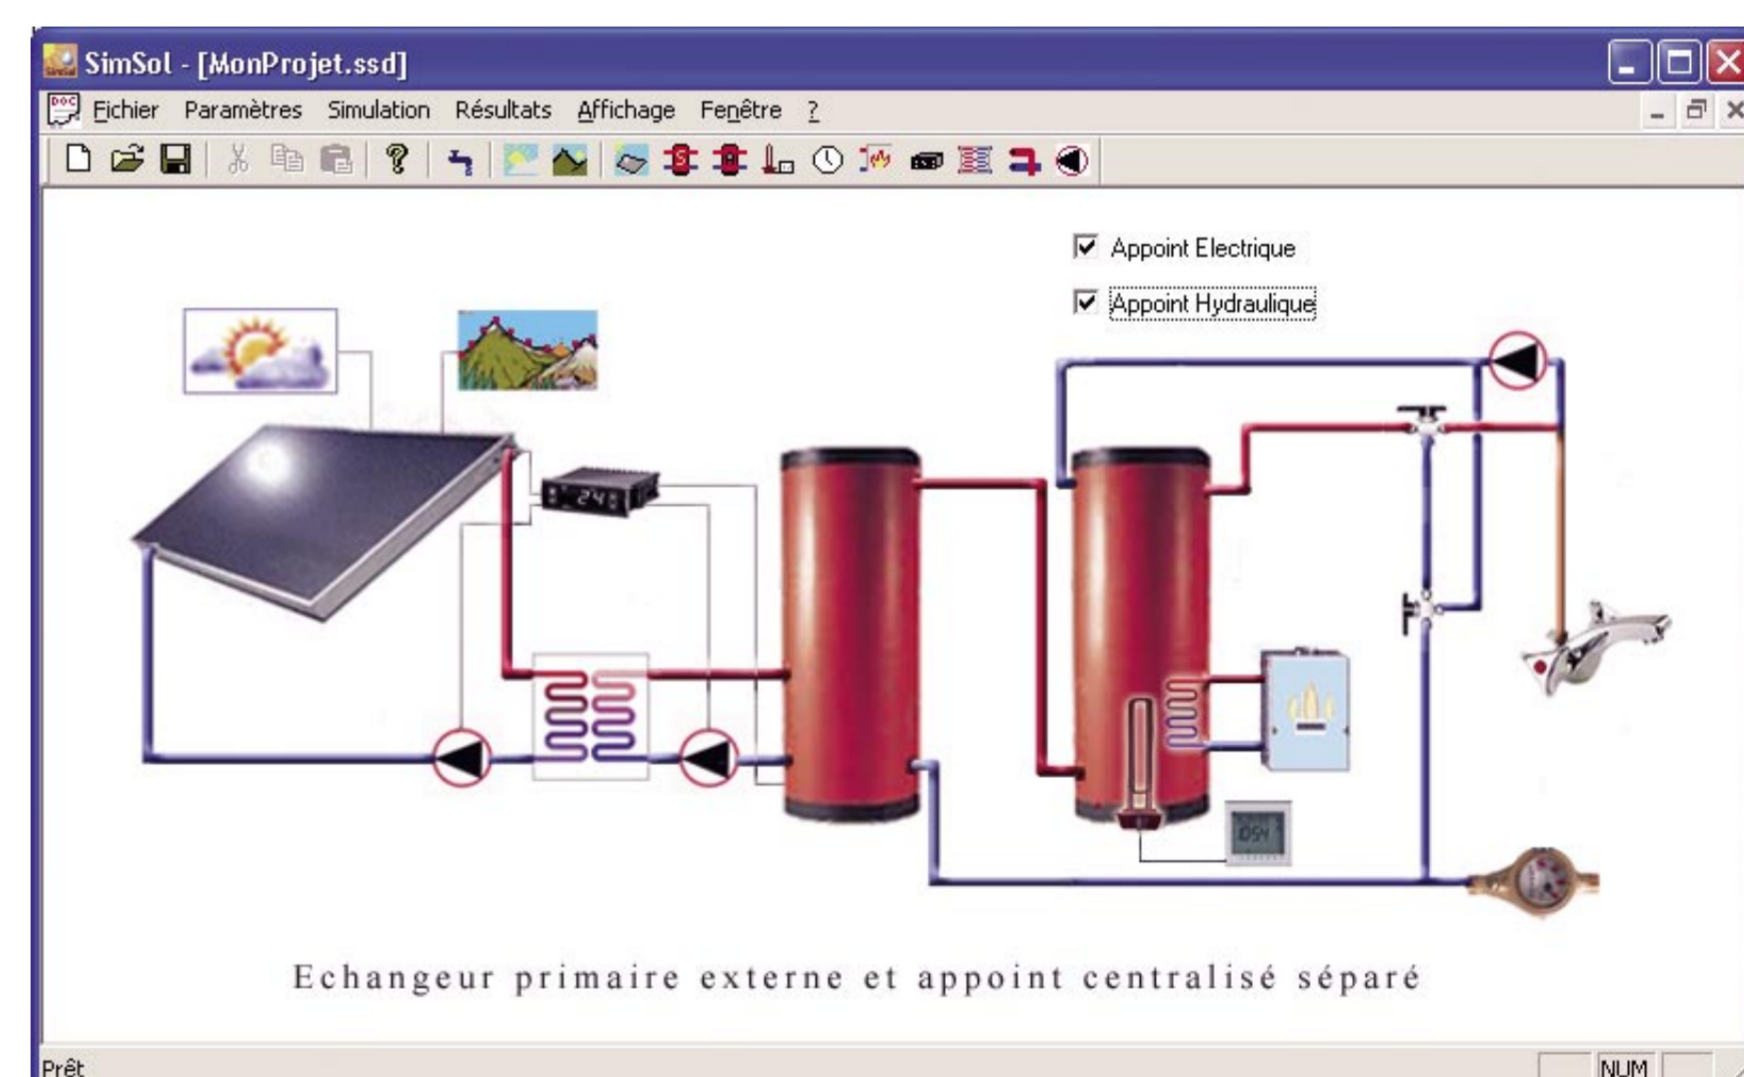 SimSol - [MonProjet.ssd]
Fichier Paramètres Simulation Résultats Affichage Fenêtre ?
Appoint Electrique
Appoint Hydraulique
24
Echangeur primaire externe et appoint centralisé séparé
Prêt
NUM